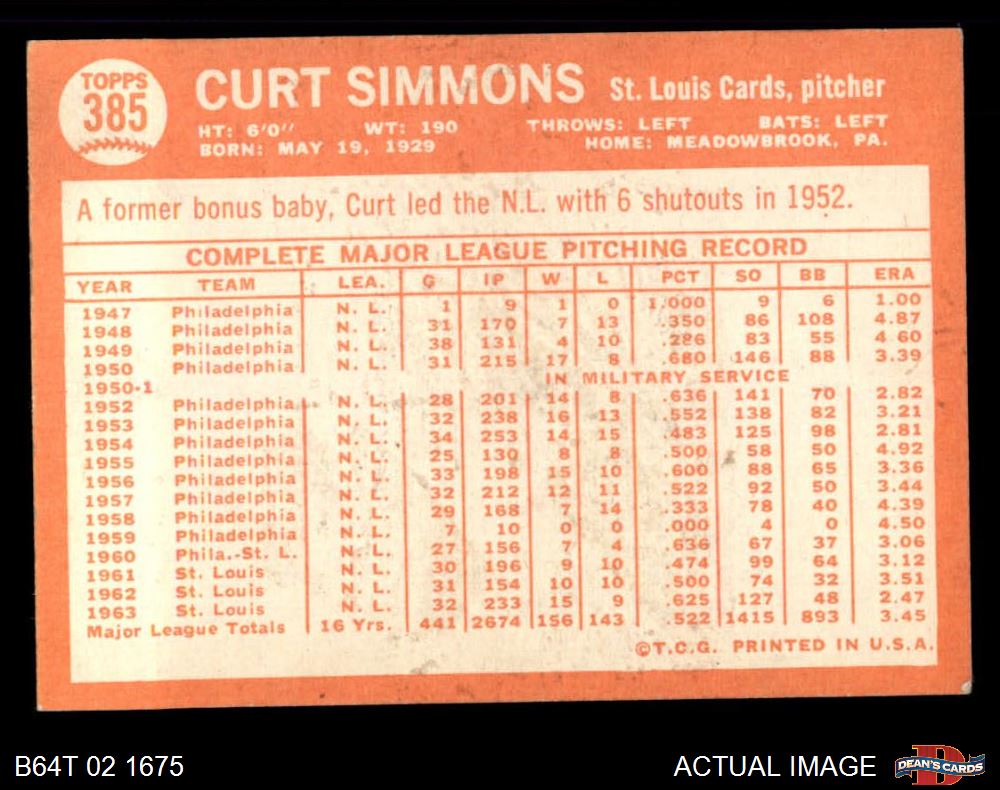 TOPPS
385
CURT SIMMONS St. Louis Cards, pitcher
HT: 6'0" WT: 190 THROWS: LEFT BATS: LEFT
BORN: MAY 19, 1929 HOME: MEADOWBROOK, PA.
A former bonus baby, Curt led the N.L. with 6 shutouts in 1952.
COMPLETE MAJOR LEAGUE PITCHING RECORD
YEAR TEAM LEA. G IP W L PCT SO BB ERA
1947 Philadelphia N. L. 1 9 1 0 1.000 9 6 1.00
1948 Philadelphia N. L. 31 170 7 13 .350 86 108 4.87
1949 Philadelphia N. L. 38 131 4 10 .286 83 55 4.60
1950 Philadelphia N. L. 31 215 17 8 .680 146 88 3.39
1950-1 IN MILITARY SERVICE
1952 Philadelphia N. L. 28 201 14 8 .636 141 70 2.82
1953 Philadelphia N. L. 32 238 16 13 .552 138 82 3.21
1954 Philadelphia N. L. 34 253 14 15 .483 125 98 2.81
1955 Philadelphia N. L. 25 130 8 8 .500 58 50 4.92
1956 Philadelphia N. L. 33 198 15 10 .600 88 65 3.36
1957 Philadelphia N. L. 32 212 12 11 .522 92 50 3.44
1958 Philadelphia N. L. 29 168 7 14 .333 78 40 4.39
1959 Philadelphia N. L. 7 10 0 0 .000 4 0 4.50
1960 Phila.-St. L. N. L. 27 156 7 4 .636 67 37 3.06
1961 St. Louis N. L. 30 196 9 10 .474 99 64 3.12
1962 St. Louis N. L. 31 154 10 10 .500 74 32 3.51
1963 St. Louis N. L. 32 233 15 9 .625 127 48 2.47
Major League Totals 16 Yrs. 441 2674 156 143 .522 1415 893 3.45
©T.C.G. PRINTED IN U.S.A.
B64T 02 1675 ACTUAL IMAGE DEAN'S CARDS